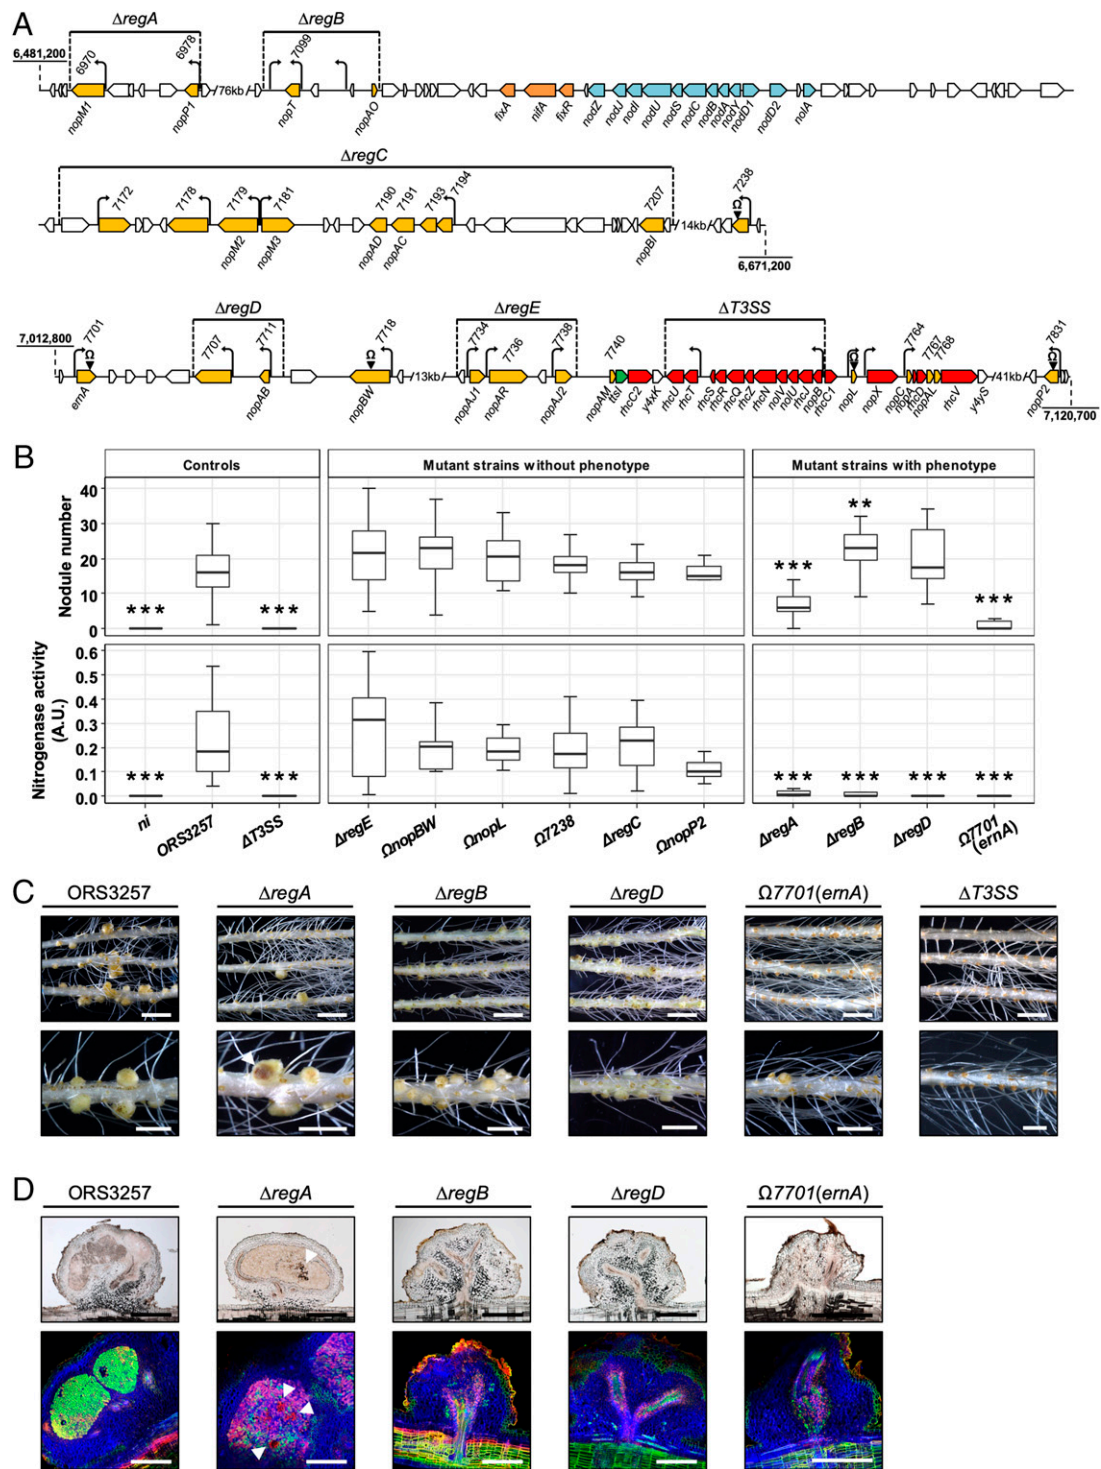 A
ΔregA ΔregB
6,481,200 6970 6978 7099
76kb
nopM1 nopP1 nopT nopAO fixA nifA fixR nodZ nodJ nodI nodU nodS nodC nodB nodA nodY nodD1 nodD2 nolA
ΔregC
7172 7178 7179 7181 7190 7191 7193 7194 7207 7238
Ω
14kb
nopM2 nopM3 nopAD nopAC nopBI
6,671,200
ΔregD ΔregE ΔT3SS
7,012,800 7701 7707 7711 7718 7734 7736 7738 7740 7764 7767 7768 7831
Ω Ω Ω Ω
13kb 41kb
ernA nopAB nopBW nopAJ1 nopAR nopAJ2 nopAM ttsI rhcC2 y4xK rhcU rhcT rhcS rhcR rhcQ rhcZ rhcN nolV nolU rhcJ nopB rhcC1 nopL nopX nopC nopA rhcD nopAL rhcV y4yS nopP2
7,120,700
B
Controls Mutant strains without phenotype Mutant strains with phenotype
Nodule number
40
30
20
10
0
*** *** *** ** ***
Nitrogenase activity
(A.U.)
0.6
0.5
0.4
0.3
0.2
0.1
0.0
*** *** *** *** *** ***
ni ORS3257 ΔT3SS ΔregE ΩnopBW ΩnopL Ω7238 ΔregC ΩnopP2 ΔregA ΔregB ΔregD Ω7701
(ernA)
C
ORS3257 ΔregA ΔregB ΔregD Ω7701(ernA) ΔT3SS
D
ORS3257 ΔregA ΔregB ΔregD Ω7701(ernA)